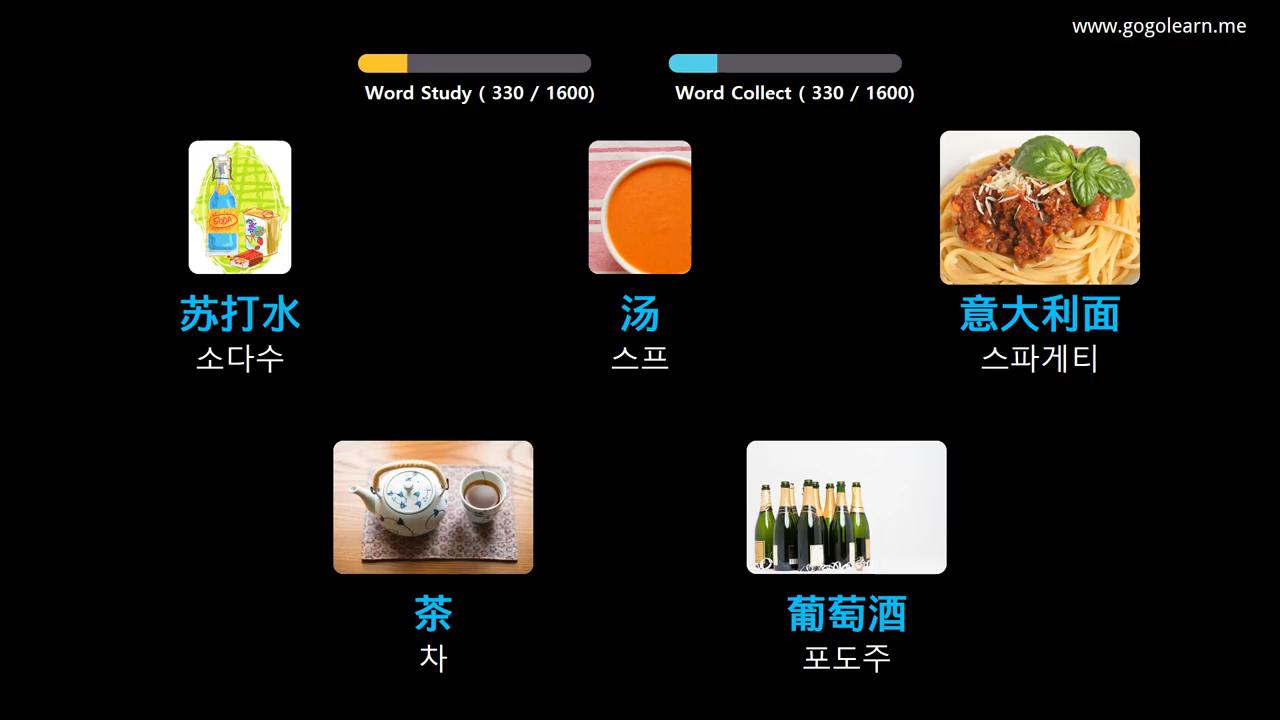 www.gogolearn.me
Word Study ( 330 / 1600)
Word Collect ( 330 / 1600)
SODA
苏打水
소다수
汤
스프
意大利面
스파게티
茶
차
葡萄酒
포도주